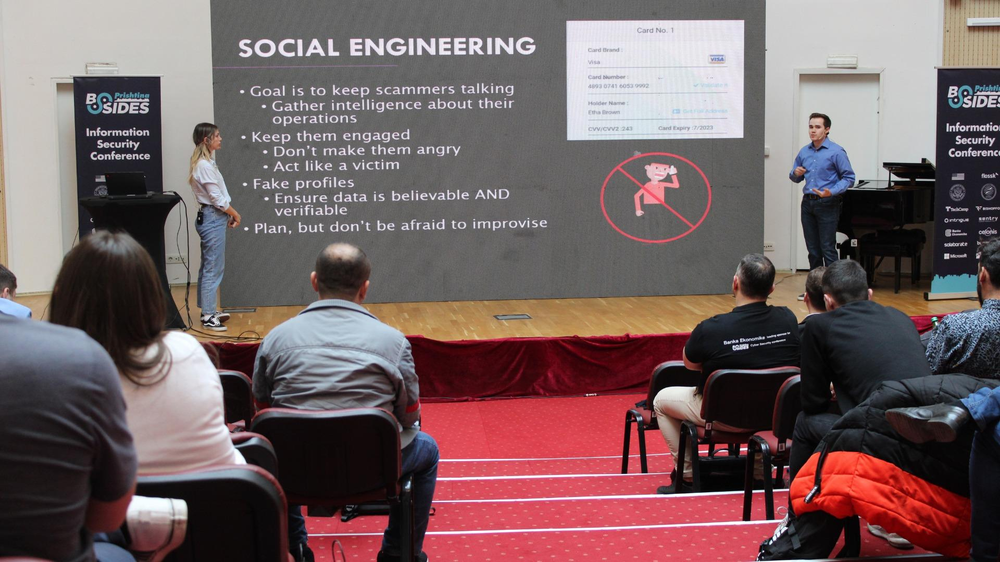 SOCIAL ENGINEERING
• Goal is to keep scammers talking
• Gather intelligence about their
operations
• Keep them engaged
• Don't make them angry
• Act like a victim
• Fake profiles
• Ensure data is believable AND
verifiable
• Plan, but don't be afraid to improvise
Card No. 1
Card Brand :
Visa
VISA
Card Number :
4893 0741 6053 9992
Validate it
Holder Name :
Etha Brown
Get Full Address
CVV/CVV2 :243
Card Expiry :7/2023
Prishtina
BSIDES
Information
Security
Conference
Prishtina
BSIDES
Information
Security
Conference
flossk
TechCamp
BISHOPFO
intrigue
sentry
Banka
Ekonomike
celonis
solaborate
Microsoft
Banka Ekonomike leading sponsor for
BSIDES Cyber Security conference